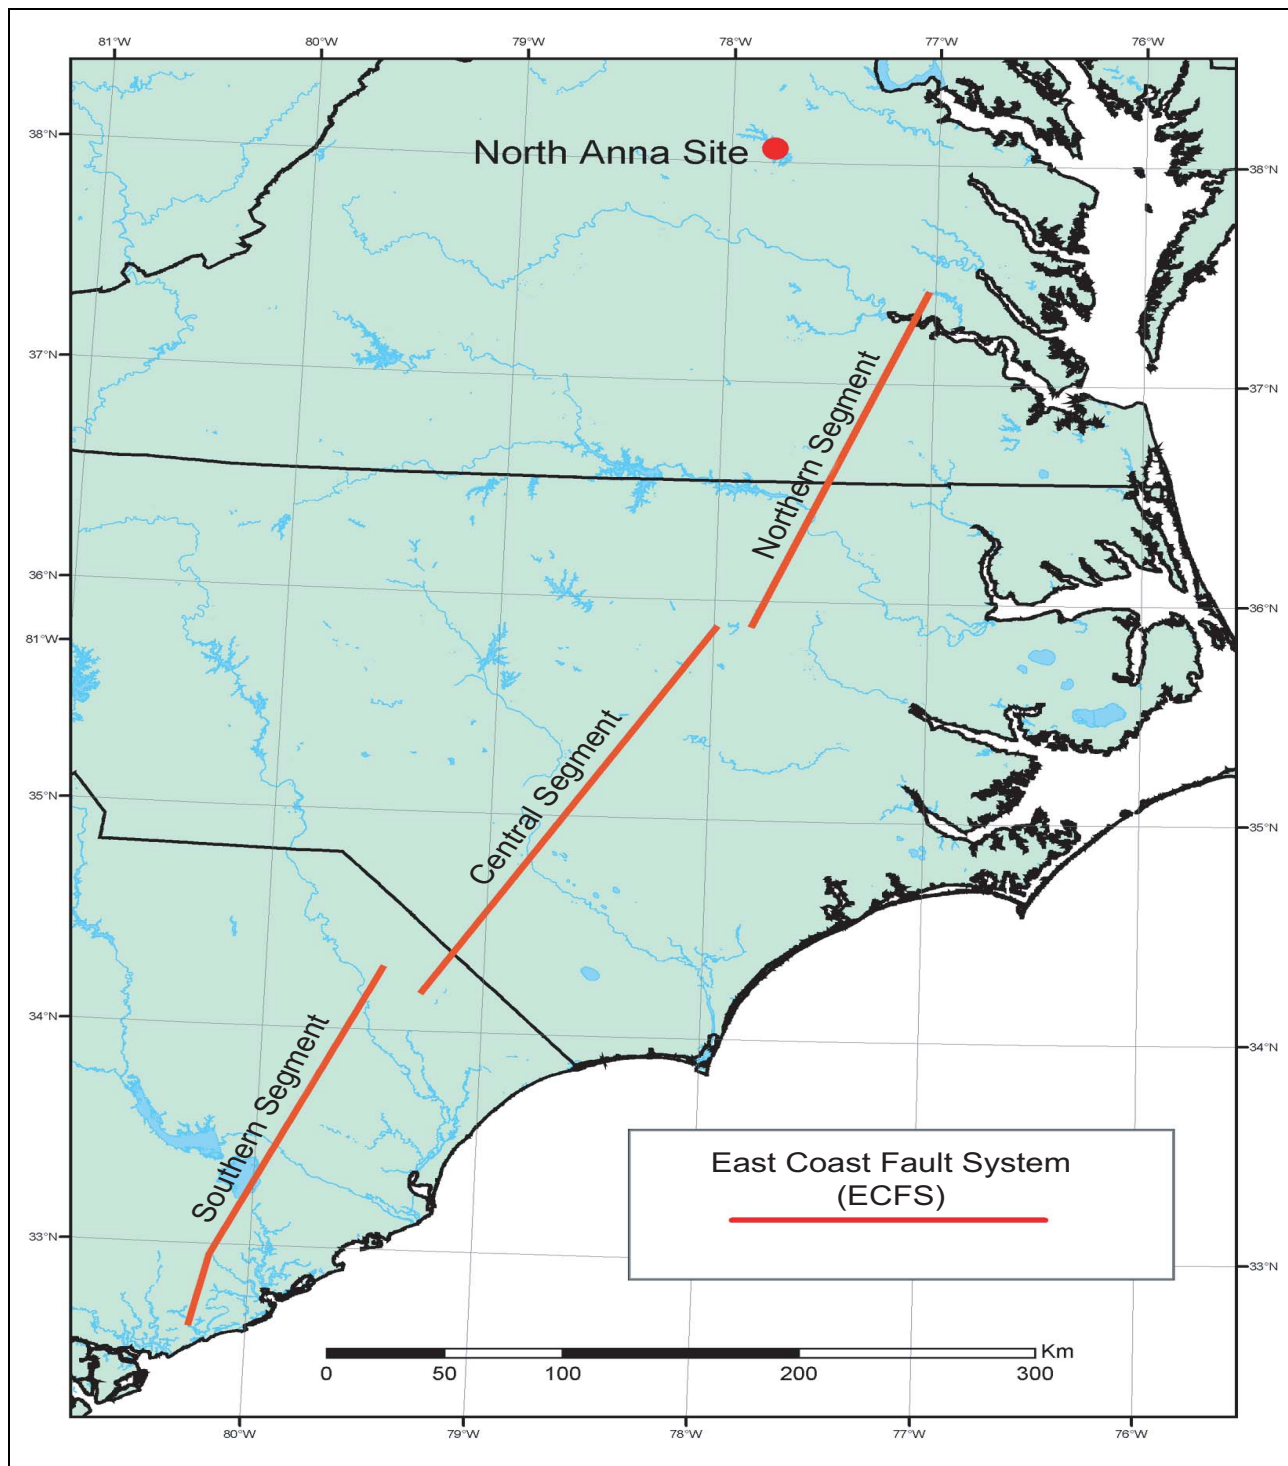 81°W 80°W 79°W 78°W 77°W 76°W
38°N
North Anna Site
38°N
37°N
37°N
Northern Segment
36°N
36°N
81°W
Central Segment
35°N
35°N
34°N
34°N
Southern Segment
East Coast Fault System
(ECFS)
33°N
33°N
Km
0 50 100 200 300
80°W 79°W 78°W 77°W 76°W